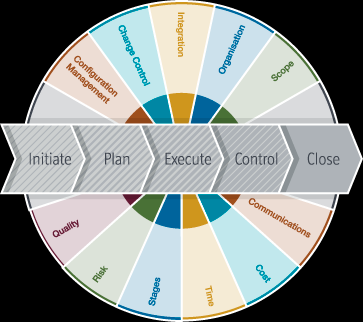 Configuration
Management
Change Control
Integration
Organisation
Scope
Initiate
Plan
Execute
Control
Close
Quality
Risk
Stages
Time
Cost
Communications